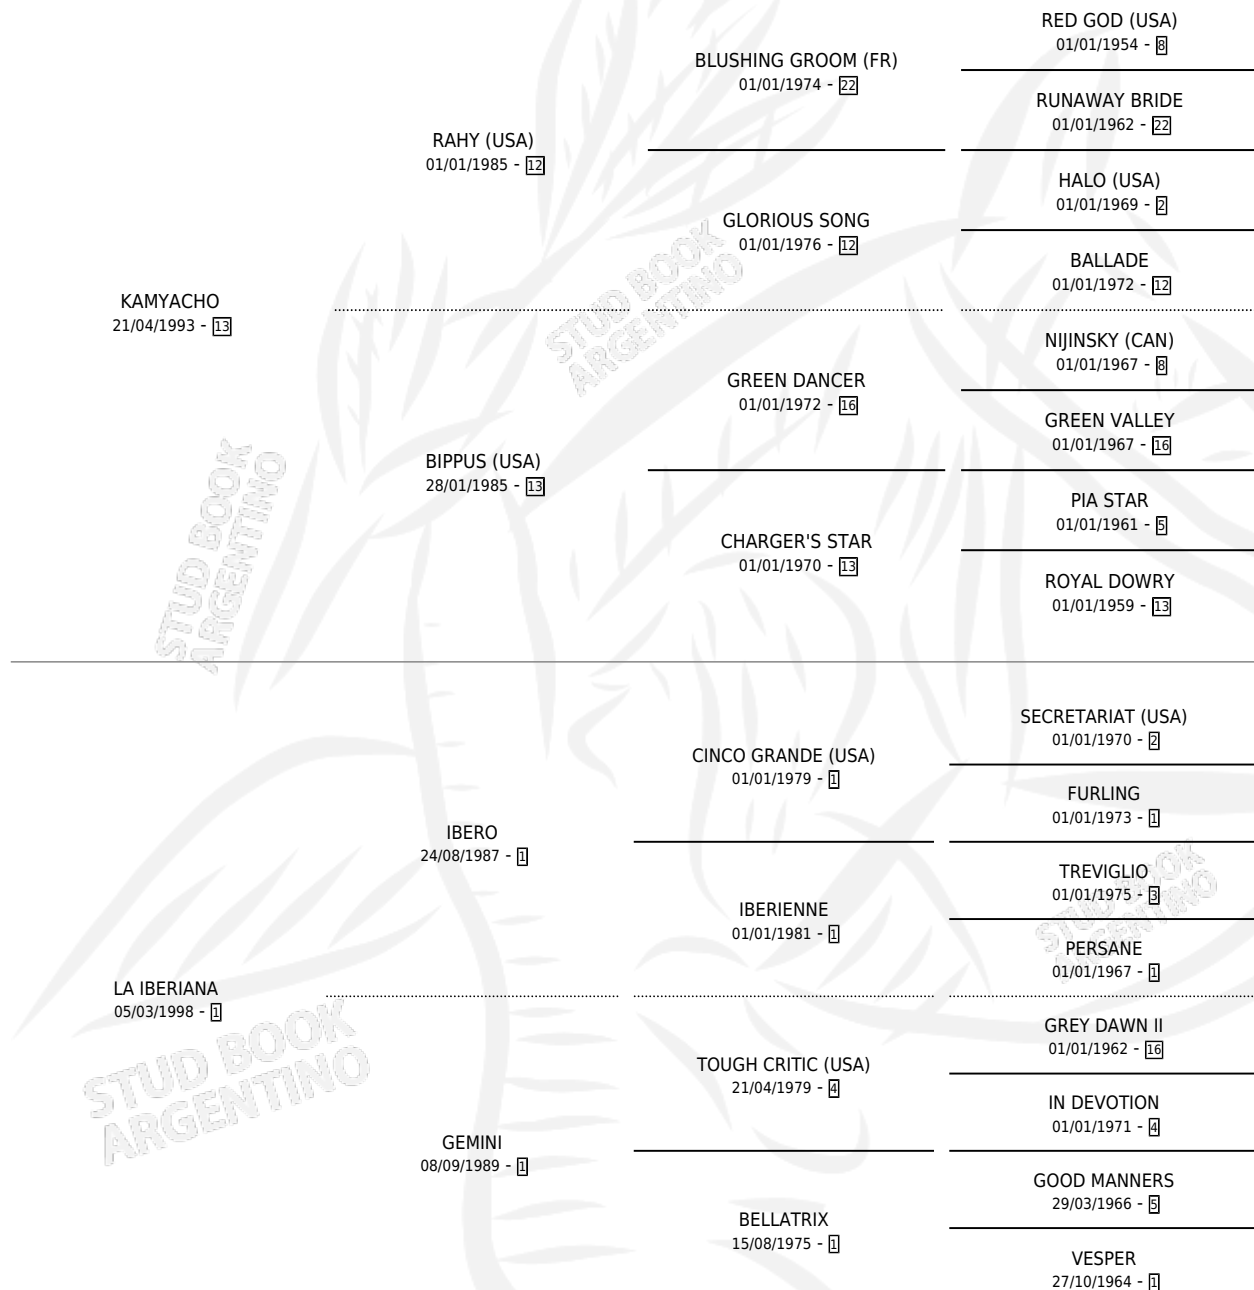 RED GOD (USA)
01/01/1954 - 8
BLUSHING GROOM (FR)
01/01/1974 - 22
RUNAWAY BRIDE
01/01/1962 - 22
RAHY (USA)
01/01/1985 - 12
HALO (USA)
01/01/1969 - 2
GLORIOUS SONG
01/01/1976 - 12
BALLADE
01/01/1972 - 12
KAMYACHO
21/04/1993 - 13
NIJINSKY (CAN)
01/01/1967 - 8
GREEN DANCER
01/01/1972 - 16
GREEN VALLEY
01/01/1967 - 16
BIPPUS (USA)
28/01/1985 - 13
PIA STAR
01/01/1961 - 5
CHARGER'S STAR
01/01/1970 - 13
ROYAL DOWRY
01/01/1959 - 13
SECRETARIAT (USA)
01/01/1970 - 2
CINCO GRANDE (USA)
01/01/1979 - 1
FURLING
01/01/1973 - 1
IBERO
24/08/1987 - 1
TREVIGLIO
01/01/1975 - 3
IBERIENNE
01/01/1981 - 1
PERSANE
01/01/1967 - 1
LA IBERIANA
05/03/1998 - 1
GREY DAWN II
01/01/1962 - 16
TOUGH CRITIC (USA)
21/04/1979 - 4
IN DEVOTION
01/01/1971 - 4
GEMINI
08/09/1989 - 1
GOOD MANNERS
29/03/1966 - 5
BELLATRIX
15/08/1975 - 1
VESPER
27/10/1964 - 1
STUD BOOK
ARGENTINO
STUD BOOK
ARGENTINO
STUD BOOK
ARGENTINO
STUD BOOK
ARGENTINO